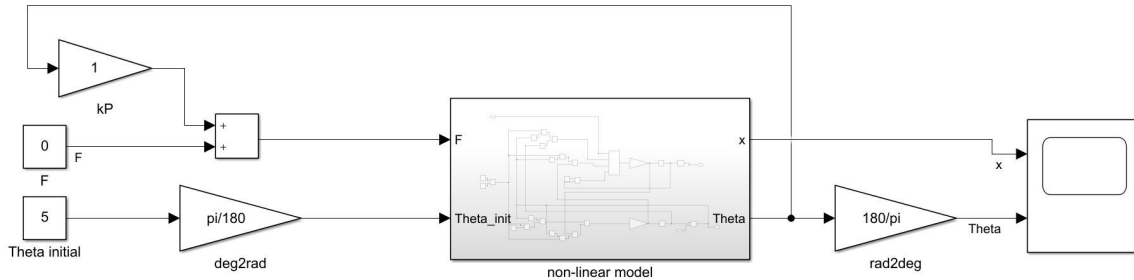 1
kP
+
+
0
F
F
5
Theta initial
pi/180
deg2rad
F
x
Theta_init
Theta
non-linear model
180/pi
rad2deg
x
Theta